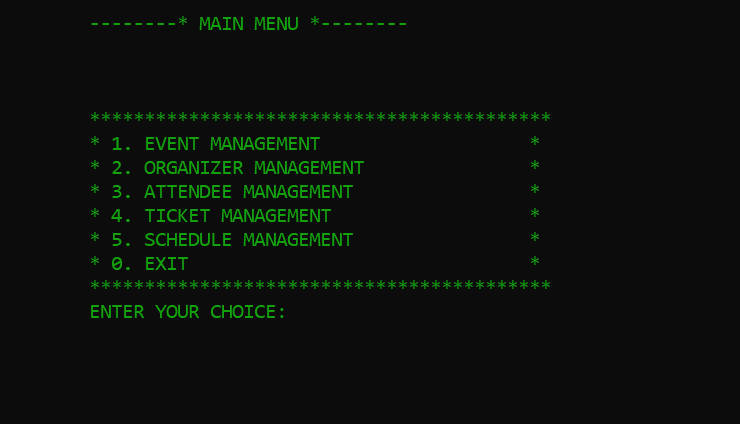 --------* MAIN MENU *--------
******************************************
* 1. EVENT MANAGEMENT                   *
* 2. ORGANIZER MANAGEMENT               *
* 3. ATTENDEE MANAGEMENT                *
* 4. TICKET MANAGEMENT                  *
* 5. SCHEDULE MANAGEMENT                *
* 0. EXIT                               *
******************************************
ENTER YOUR CHOICE: